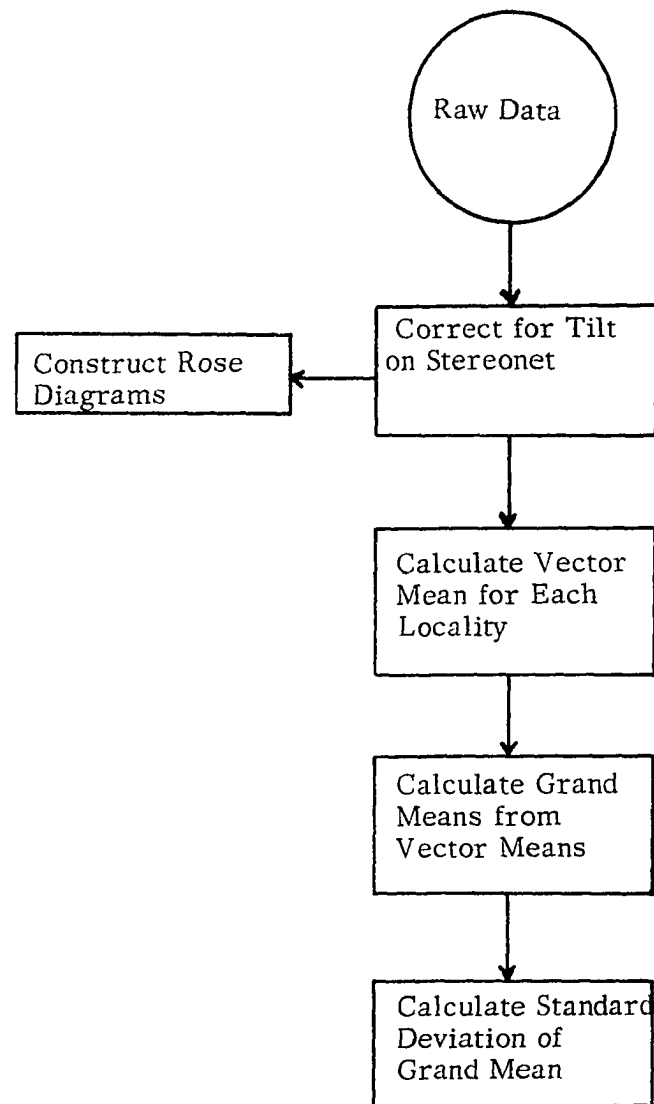 Raw Data
Correct for Tilt
on Stereonet
Construct Rose
Diagrams
Calculate Vector
Mean for Each
Locality
Calculate Grand
Means from
Vector Means
Calculate Standard
Deviation of
Grand Mean